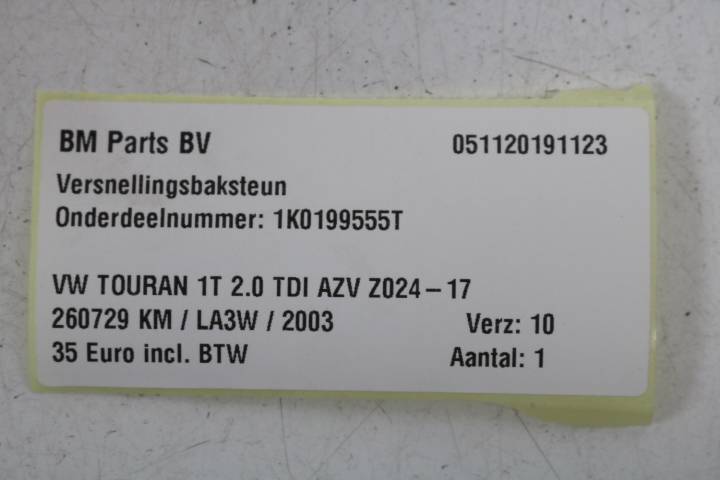 BM Parts BV 051120191123
Versnellingsbaksteun
Onderdeelnummer: 1K0199555T
VW TOURAN 1T 2.0 TDI AZV Z024-17
260729 KM / LA3W / 2003 Verz: 10
35 Euro incl. BTW Aantal: 1